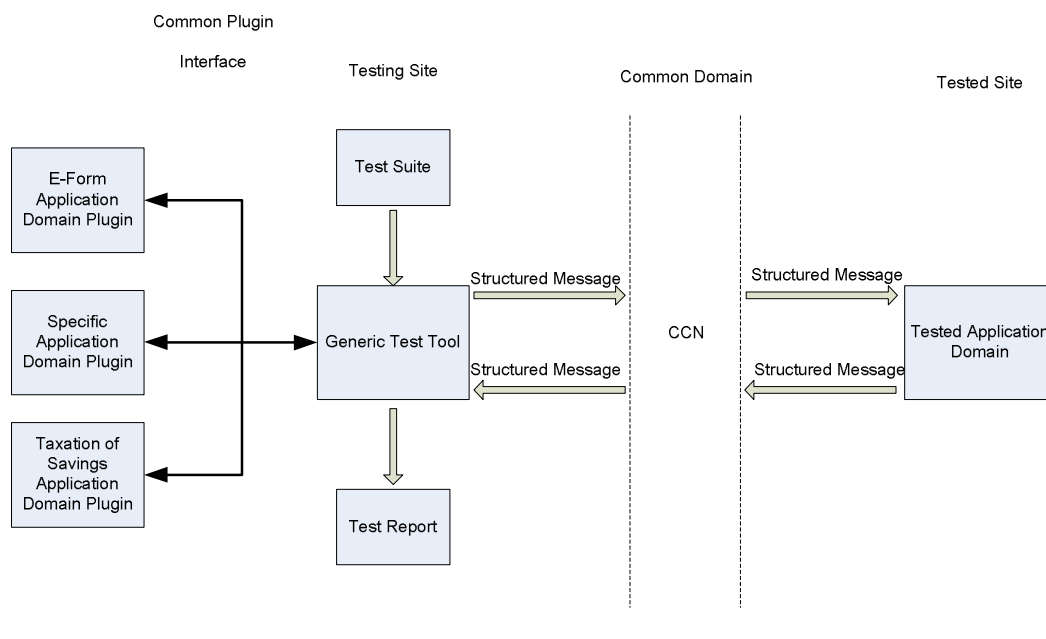 Common Plugin
Interface
Testing Site
Common Domain
Tested Site
E-Form
Application
Domain Plugin
Test Suite
Structured Message
Structured Message
Specific
Application
Domain Plugin
Generic Test Tool
CCN
Tested Application
Domain
Structured Message
Structured Message
Taxation of
Savings
Application
Domain Plugin
Test Report